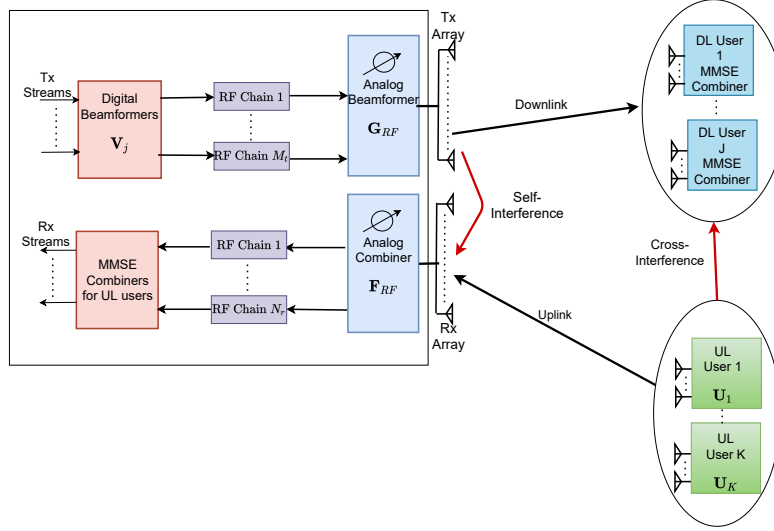 Tx
Streams
Digital
Beamformers
V_j
RF Chain 1
RF Chain M_t
Analog
Beamformer
G_RF
Tx
Array
Downlink
DL User
1
MMSE
Combiner
DL User
J
MMSE
Combiner
Self-
Interference
Cross-
Interference
Rx
Streams
MMSE
Combiners
for UL users
RF Chain 1
RF Chain N_r
Analog
Combiner
F_RF
Rx
Array
Uplink
UL
User 1
U_1
UL
User K
U_K